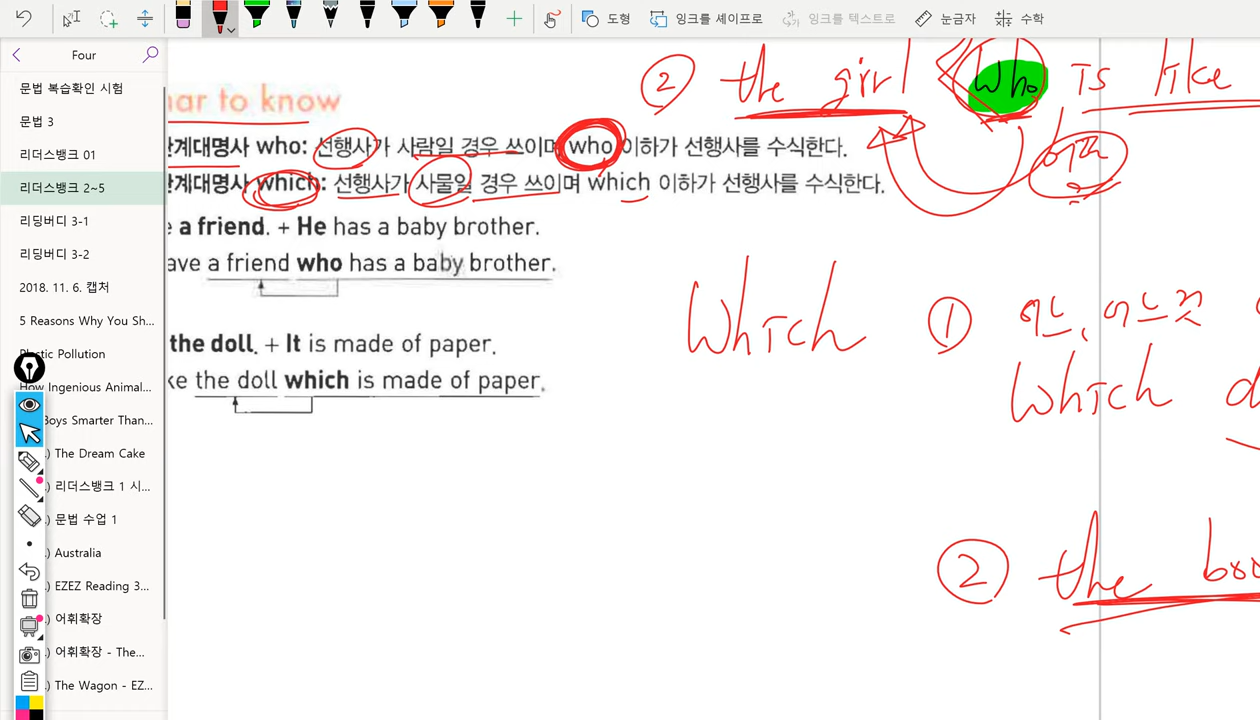 도형
잉크를 셰이프로
잉크를 텍스트로
눈금자
수학
Four
문법 복습확인 시험
문법 3
리더스뱅크 01
리더스뱅크 2~5
리딩버디 3-1
리딩버디 3-2
2018. 11. 6. 캡처
5 Reasons Why You Sh...
Plastic Pollution
How Ingenious Animal...
Boys Smarter Than...
.) The Dream Cake
.) 리더스뱅크 1 시...
.) 문법 수업 1
.) Australia
.) EZEZ Reading 3...
.) 어휘확장
.) 어휘확장 - The...
.) The Wagon - EZ...
mar to know
관계대명사 who: 선행사가 사람일 경우 쓰이며 who 이하가 선행사를 수식한다.
관계대명사 which: 선행사가 사물일 경우 쓰이며 which 이하가 선행사를 수식한다.
e a friend. + He has a baby brother.
ave a friend who has a baby brother.
the doll. + It is made of paper.
ke the doll which is made of paper.
② the girl who is like
Which ① 어느, 어느것
Which d
② the boo